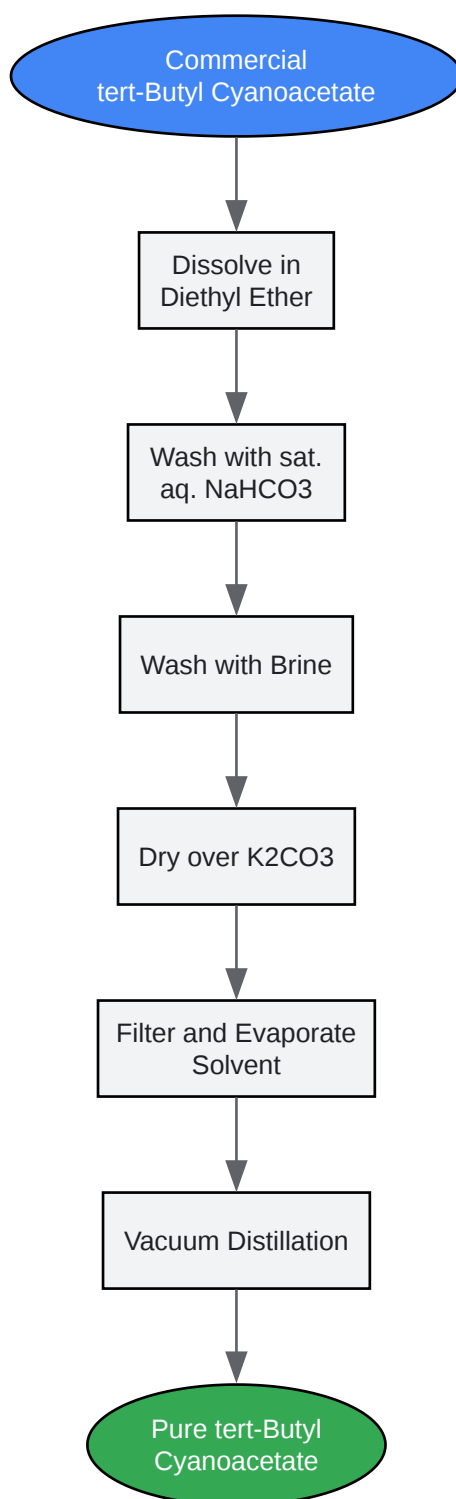 Commercial
tert-Butyl Cyanoacetate
Dissolve in
Diethyl Ether
Wash with sat.
aq. NaHCO3
Wash with Brine
Dry over K2CO3
Filter and Evaporate
Solvent
Vacuum Distillation
Pure tert-Butyl
Cyanoacetate